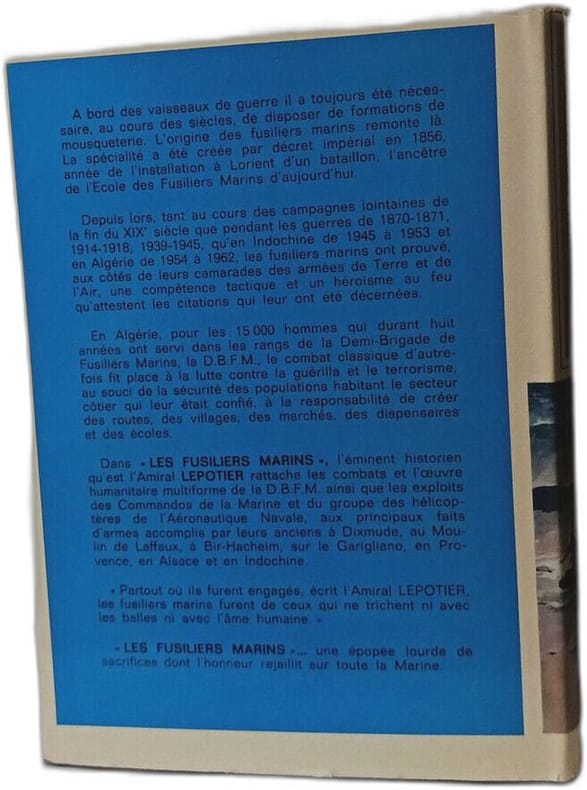 A bord des vaisseaux de guerre il a toujours été néces-
saire, au cours des siècles, de disposer de formations de
mousqueterie. L'origine des fusiliers marins remonte là.
La spécialité a été créée par décret impérial en 1856,
année de l'installation à Lorient d'un bataillon, l'ancêtre
de l'Ecole des Fusiliers Marins d'aujourd'hui.
Depuis lors, tant au cours des campagnes lointaines de
la fin du XIXᵉ siècle que pendant les guerres de 1870-1871,
1914-1918, 1939-1945, qu'en Indochine de 1945 à 1953 et
en Algérie de 1954 à 1962, les fusiliers marins ont prouvé,
aux côtés de leurs camarades des armées de Terre et de
l'Air, une compétence tactique et un héroïsme au feu
qu'attestent les citations qui leur ont été décernées.
En Algérie, pour les 15 000 hommes qui durant huit
années ont servi dans les rangs de la Demi-Brigade de
Fusiliers Marins, la D.B.F.M., le combat classique d'autre-
fois fit place à la lutte contre la guérilla et le terrorisme,
au souci de la sécurité des populations habitant le secteur
côtier qui leur était confié, à la responsabilité de créer
des routes, des villages, des marchés, des dispensaires
et des écoles.
Dans « LES FUSILIERS MARINS », l'éminent historien
qu'est l'Amiral LEPOTIER rattache les combats et l'œuvre
humanitaire multiforme de la D.B.F.M. ainsi que les exploits
des Commandos de la Marine et du groupe des hélicop-
tères de l'Aéronautique Navale, aux principaux faits
d'armes accomplis par leurs anciens à Dixmude, au Mou-
lin de Laffaux, à Bir-Hacheim, sur le Garigliano, en Pro-
vence, en Alsace et en Indochine.
« Partout où ils furent engagés, écrit l'Amiral LEPOTIER,
les fusiliers marins furent de ceux qui ne trichent ni avec
les balles ni avec l'âme humaine. »
« LES FUSILIERS MARINS »... une épopée lourde de
sacrifices dont l'honneur rejaillit sur toute la Marine.